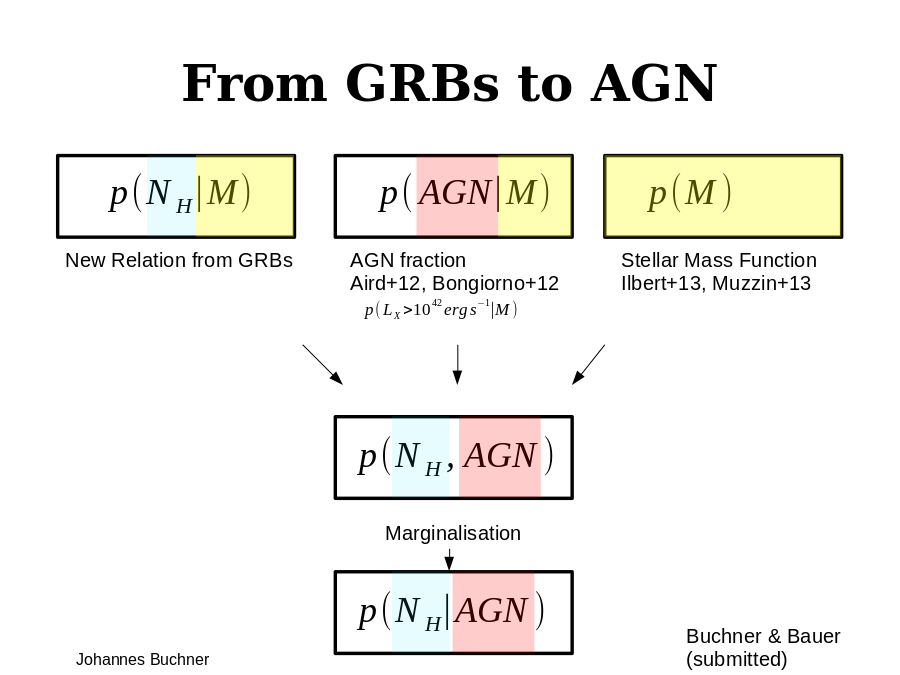 From GRBs to AGN
p(N_H|M)
p(AGN|M)
p(M)
New Relation from GRBs
AGN fraction
Aird+12, Bongiorno+12
p(L_X>10^42 erg s^−1|M)
Stellar Mass Function
Ilbert+13, Muzzin+13
p(N_H, AGN)
Marginalisation
p(N_H|AGN)
Johannes Buchner
Buchner & Bauer
(submitted)